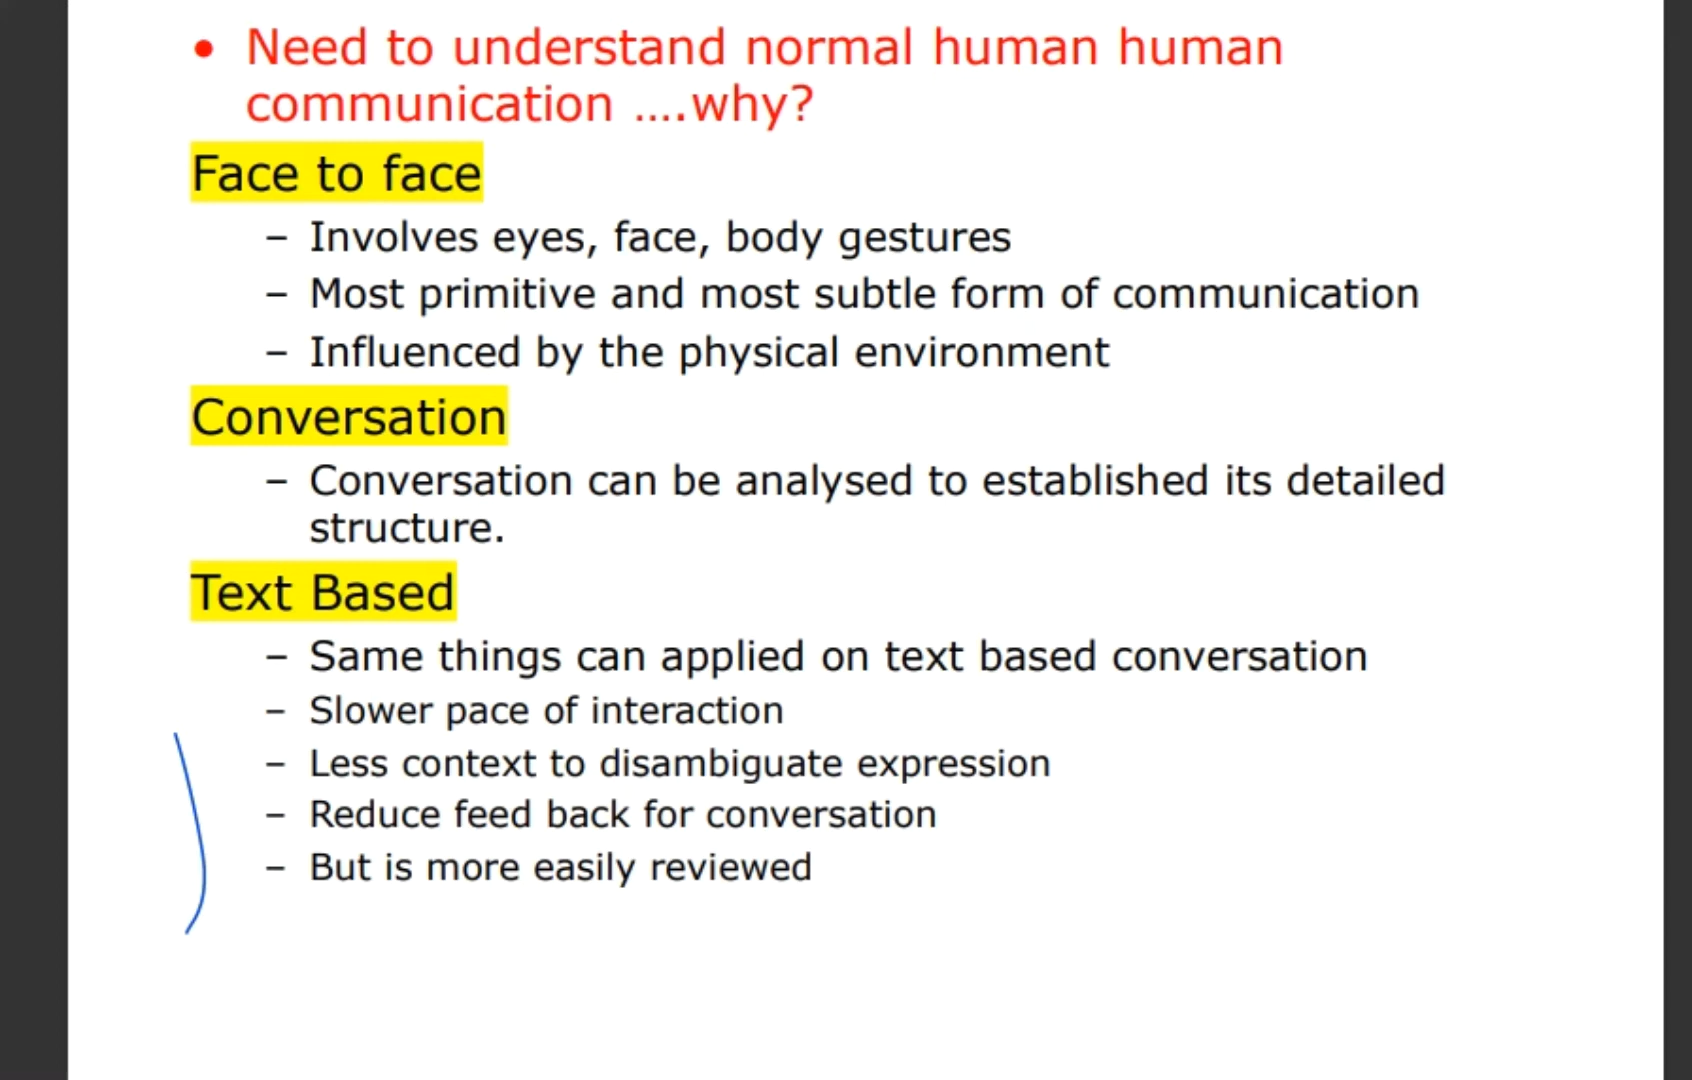 • Need to understand normal human human
communication ....why?
Face to face
– Involves eyes, face, body gestures
– Most primitive and most subtle form of communication
– Influenced by the physical environment
Conversation
– Conversation can be analysed to established its detailed
structure.
Text Based
– Same things can applied on text based conversation
– Slower pace of interaction
– Less context to disambiguate expression
– Reduce feed back for conversation
– But is more easily reviewed